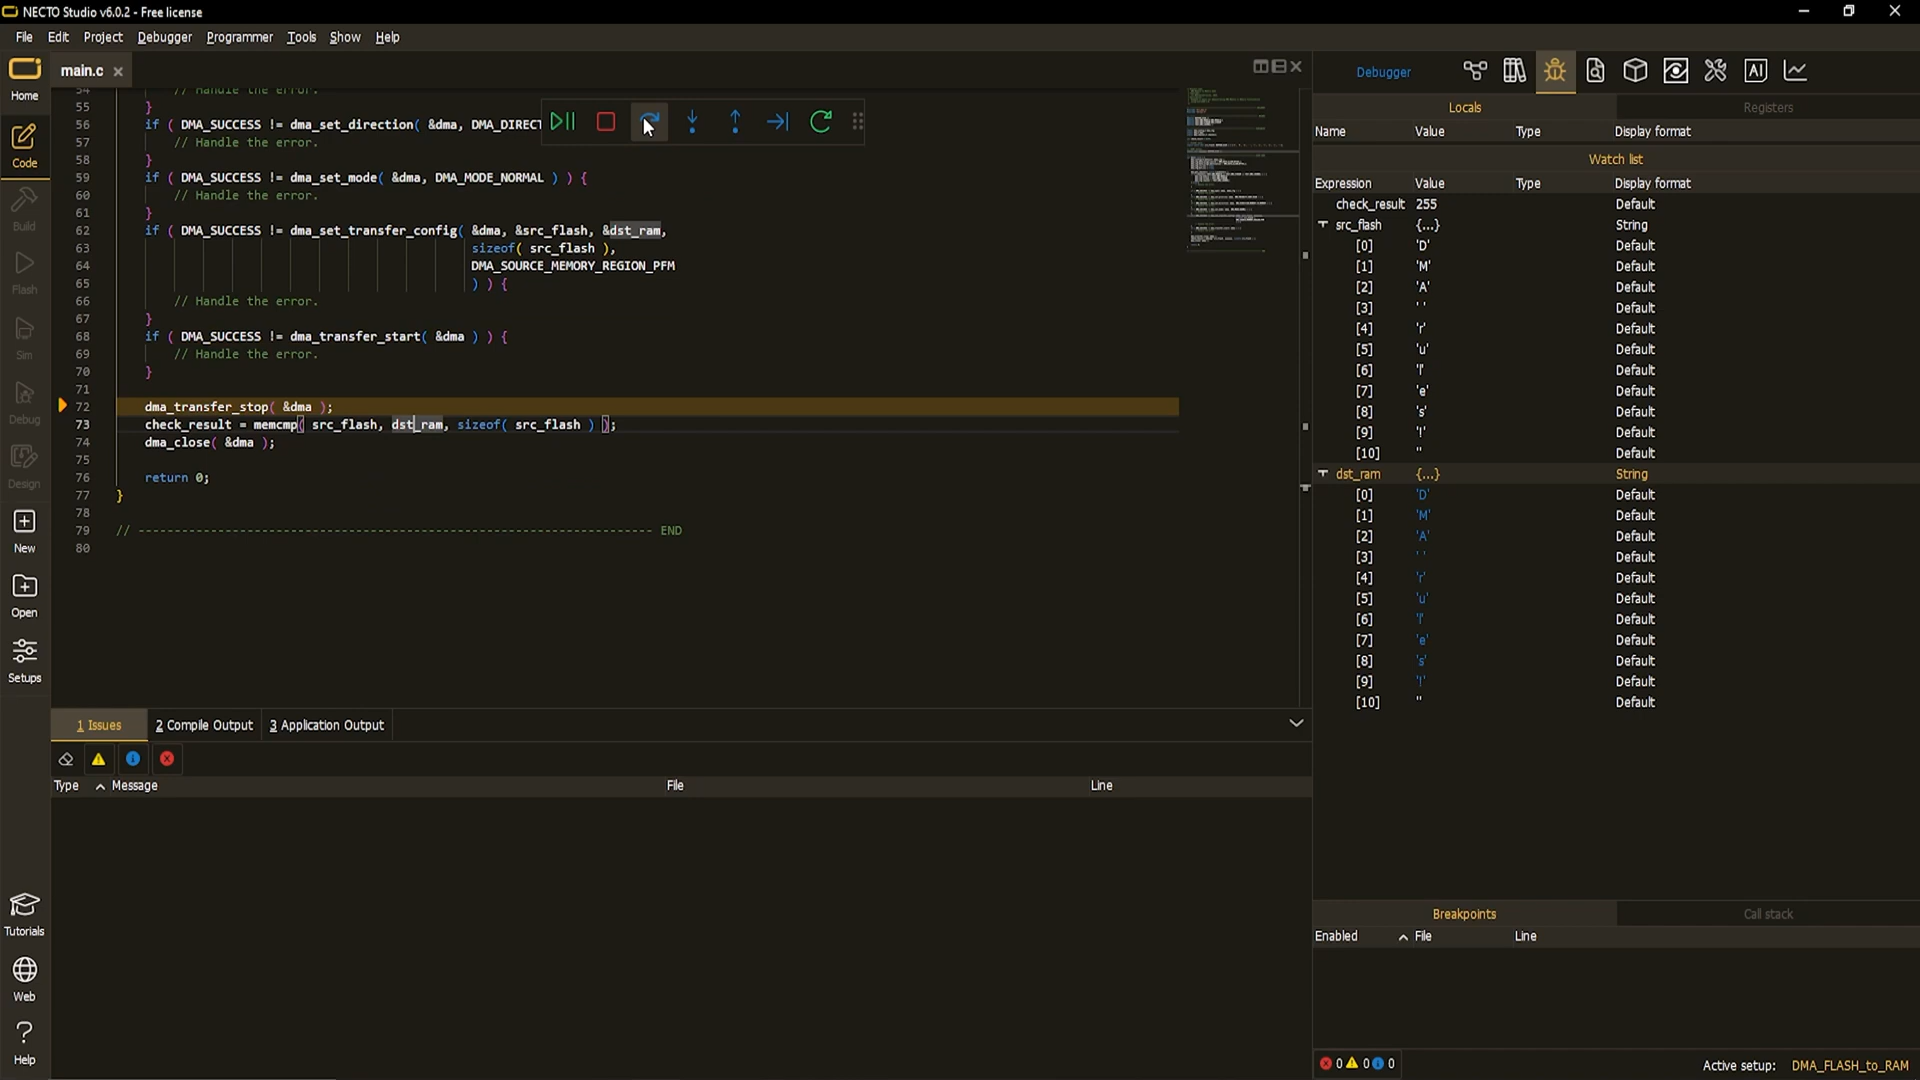 NECTO Studio v6.0.2 - Free license
File Edit Project Debugger Programmer Tools Show Help
Home
Code
Build
Flash
Sim
Debug
Design
New
Open
Setups
Tutorials
Web
Help
main.c
54 // Handle the error.
55 }
56 if ( DMA_SUCCESS != dma_set_direction( &dma, DMA_DIRECT
57 // Handle the error.
58 }
59 if ( DMA_SUCCESS != dma_set_mode( &dma, DMA_MODE_NORMAL ) ) {
60 // Handle the error.
61 }
62 if ( DMA_SUCCESS != dma_set_transfer_config( &dma, &src_flash, &dst_ram,
63 sizeof( src_flash ),
64 DMA_SOURCE_MEMORY_REGION_PFM
65 ) ) {
66 // Handle the error.
67 }
68 if ( DMA_SUCCESS != dma_transfer_start( &dma ) ) {
69 // Handle the error.
70 }
71
72 dma_transfer_stop( &dma );
73 check_result = memcmp( src_flash, dst_ram, sizeof( src_flash ) );
74 dma_close( &dma );
75
76 return 0;
77 }
78
79 // ----------------------------------------------------------------------- END
80
1 Issues 2 Compile Output 3 Application Output
Type Message File Line
Debugger
AI
Locals Registers
Name Value Type Display format
Watch list
Expression Value Type Display format
check_result 255 Default
src_flash {...} String
[0] 'D' Default
[1] 'M' Default
[2] 'A' Default
[3] ' ' Default
[4] 'r' Default
[5] 'u' Default
[6] 'l' Default
[7] 'e' Default
[8] 's' Default
[9] '!' Default
[10] '' Default
dst_ram {...} String
[0] 'D' Default
[1] 'M' Default
[2] 'A' Default
[3] ' ' Default
[4] 'r' Default
[5] 'u' Default
[6] 'l' Default
[7] 'e' Default
[8] 's' Default
[9] '!' Default
[10] '' Default
Breakpoints Call stack
Enabled File Line
0 0 0 Active setup: DMA_FLASH_to_RAM